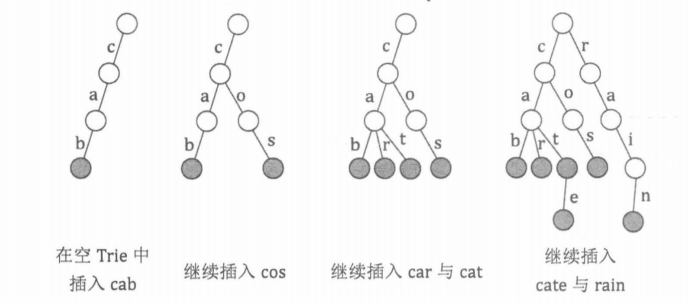 c
a
b
c
a
o
b
s
c
a
o
b
r
t
s
c
r
a
o
a
b
r
t
s
i
e
n
在空 Trie 中
插入 cab
继续插入 cos
继续插入 car 与 cat
继续插入
cate 与 rain